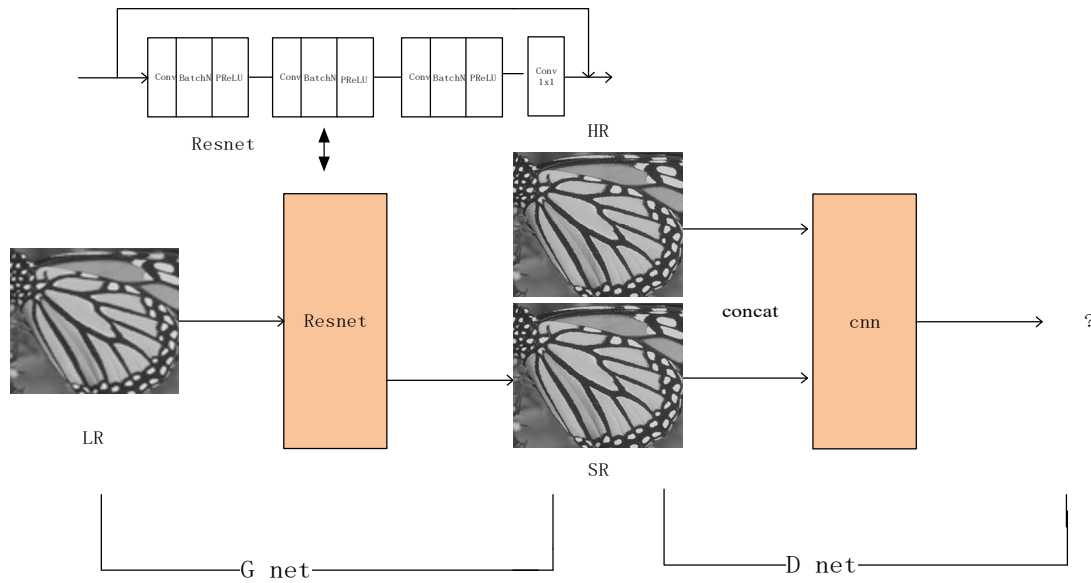 Conv BatchN PReLU
Conv BatchN PReLU
Conv BatchN PReLU
Conv
1x1
Resnet
HR
Resnet
concat
cnn
?
LR
SR
G net
D net